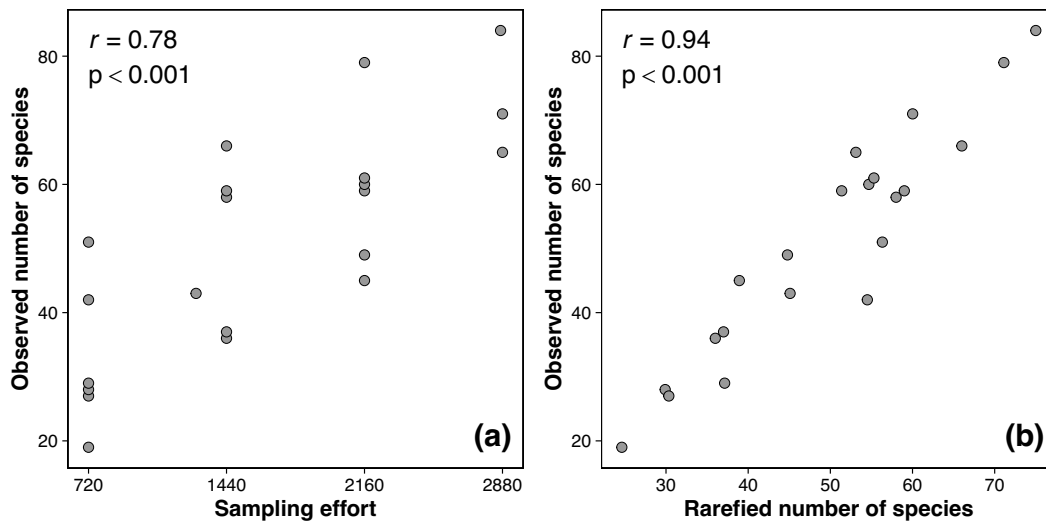 r = 0.78
p < 0.001
80
60
40
20
Observed number of species
720
1440
2160
2880
Sampling effort
(a)
r = 0.94
p < 0.001
80
60
40
20
Observed number of species
30
40
50
60
70
Rarefied number of species
(b)